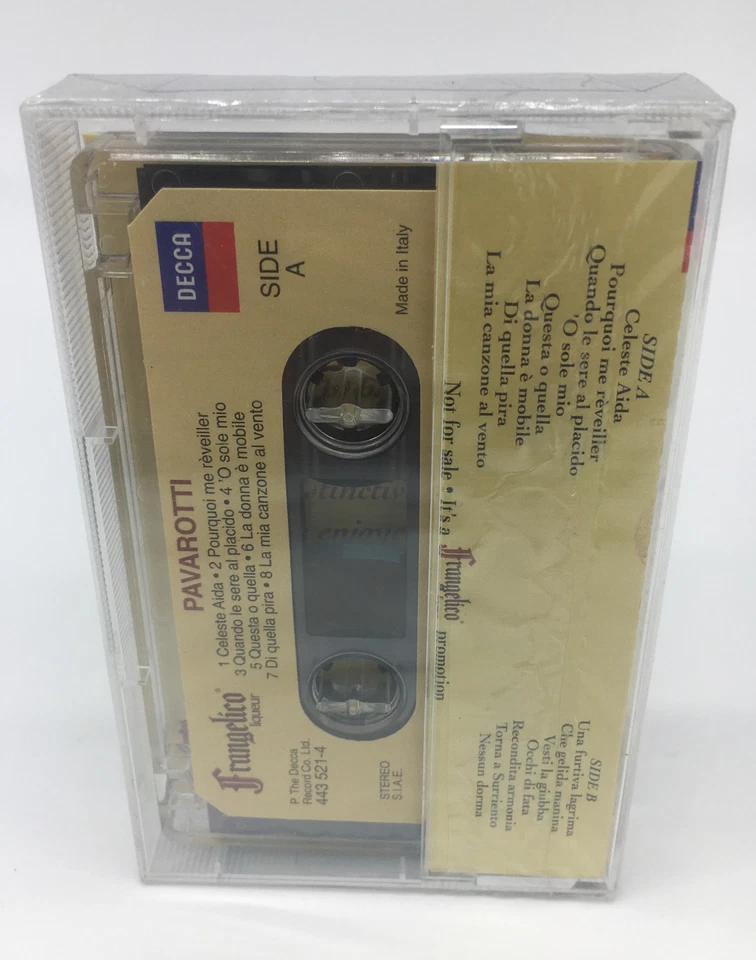 DECCA
SIDE
A
Made in Italy
PAVAROTTI
1 Celeste Aida • 2 Pourquoi me rèveiller
3 Quando le sere al placido • 4 'O sole mio
5 Questa o quella • 6 La donna è mobile
7 Di quella pira • 8 La mia canzone al vento
Frangelico®
liqueur
P. The Decca
Record Co. Ltd.
443 521-4
STEREO
S.I.A.E.
SIDE A
Celeste Aida
Pourquoi me rèveilier
Quando le sere al placido
'O sole mio
Questa o quella
La donna è mobile
Di quella pira
La mia canzone al vento
Not for sale • It's a Frangelico® promotion
SIDE B
Una furtiva lagrima
Che gelida manina
Vesti la giubba
Occhi di fata
Recondita armonia
Torna a Surriento
Nessun dorma